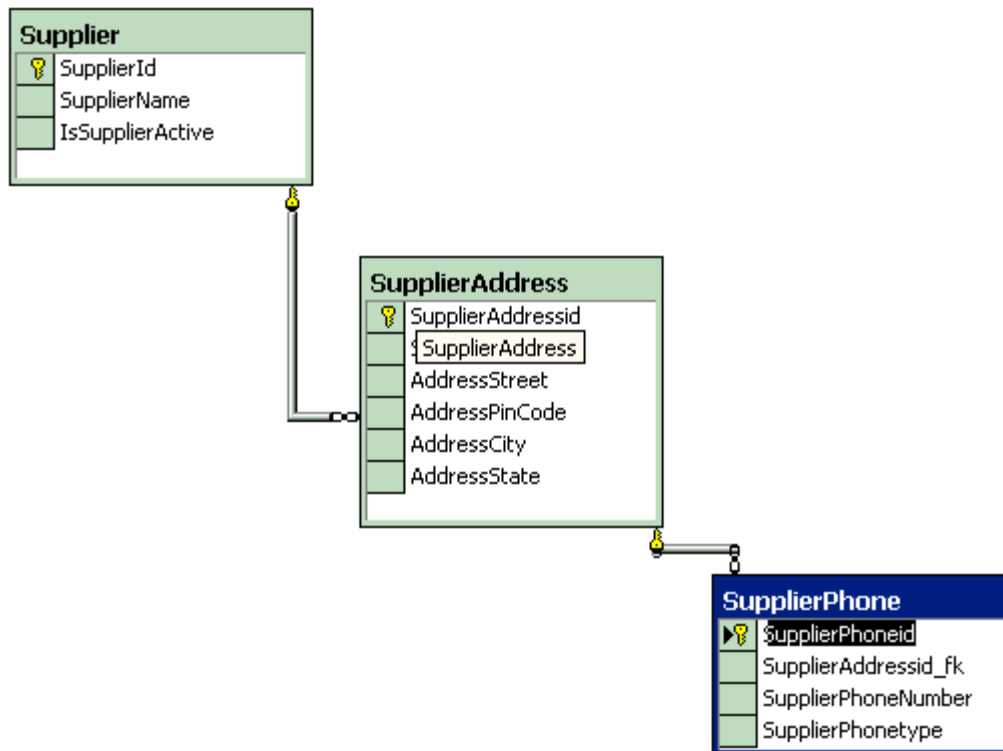 Supplier
SupplierId
SupplierName
IsSupplierActive
SupplierAddress
SupplierAddressid
SupplierAddress
AddressStreet
AddressPinCode
AddressCity
AddressState
SupplierPhone
SupplierPhoneid
SupplierAddressid_fk
SupplierPhoneNumber
SupplierPhonetype